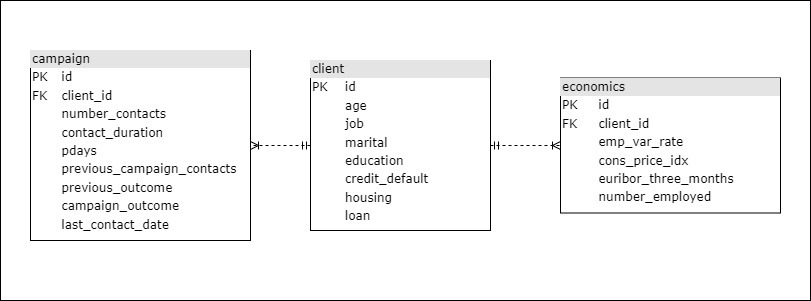 campaign
PK id
FK client_id
number_contacts
contact_duration
pdays
previous_campaign_contacts
previous_outcome
campaign_outcome
last_contact_date
client
PK id
age
job
marital
education
credit_default
housing
loan
economics
PK id
FK client_id
emp_var_rate
cons_price_idx
euribor_three_months
number_employed